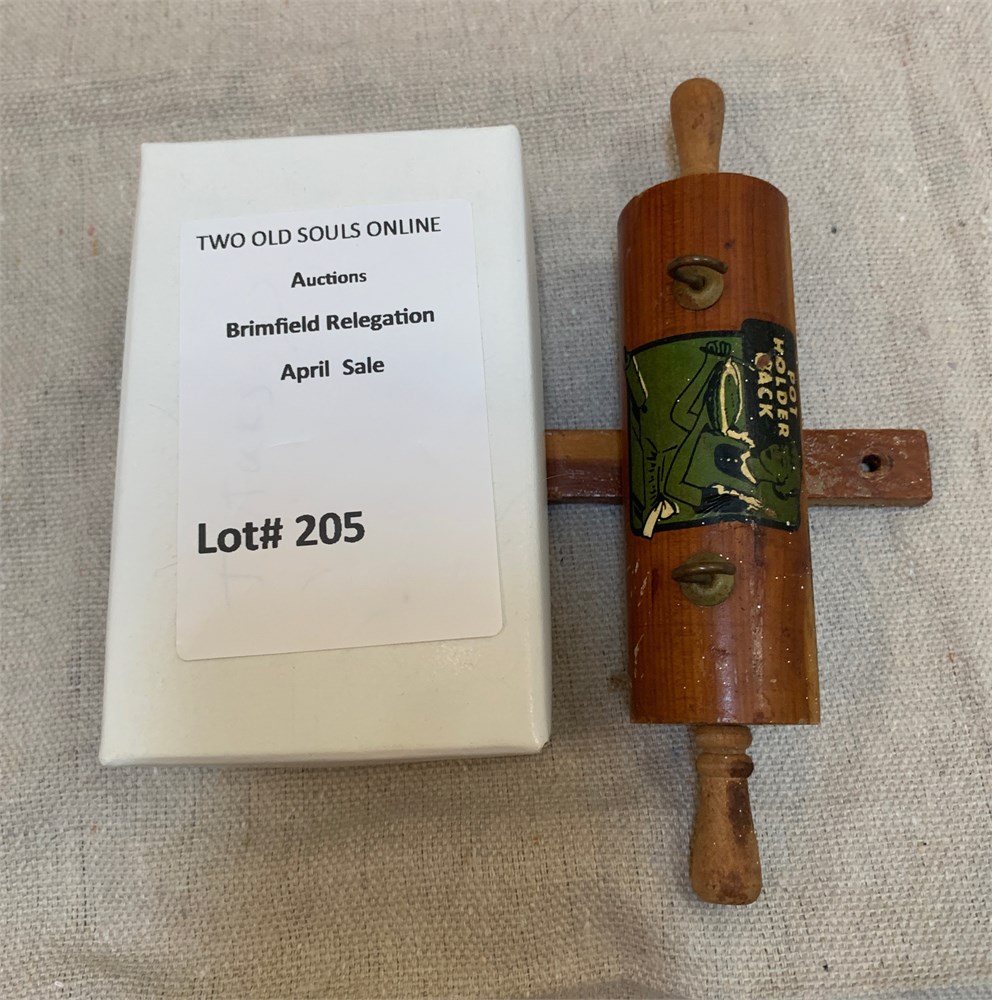 TWO OLD SOULS ONLINE
Auctions
Brimfield Relegation
April Sale
Lot# 205
POT
HOLDER
RACK